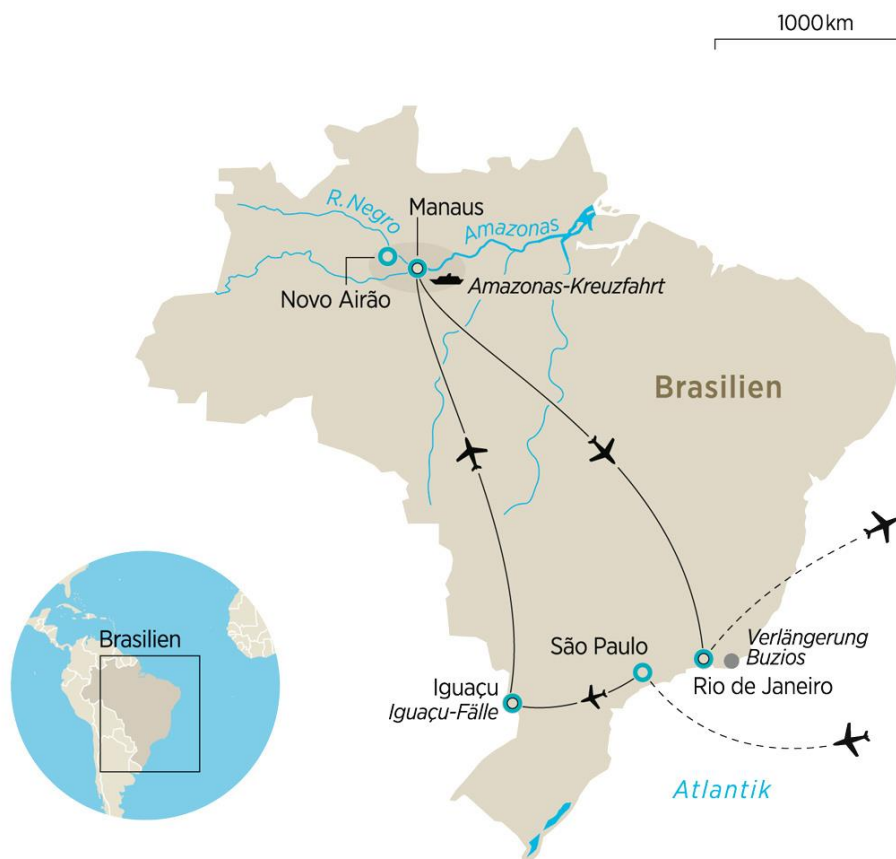 1000 km
R. Negro
Manaus
Amazonas
Novo Airão
Amazonas-Kreuzfahrt
Brasilien
Brasilien
São Paulo
Verlängerung
Buzios
Iguaçu
Iguaçu-Fälle
Rio de Janeiro
Atlantik